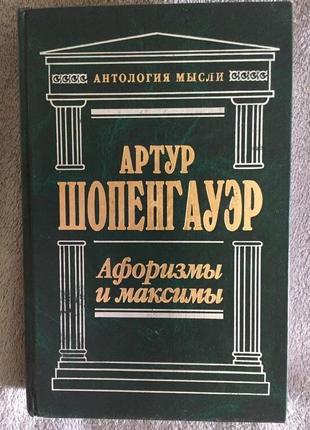 АНТОЛОГИЯ МЫСЛИ
АРТУР
ШОПЕНГАУЭР
Афоризмы
и максимы